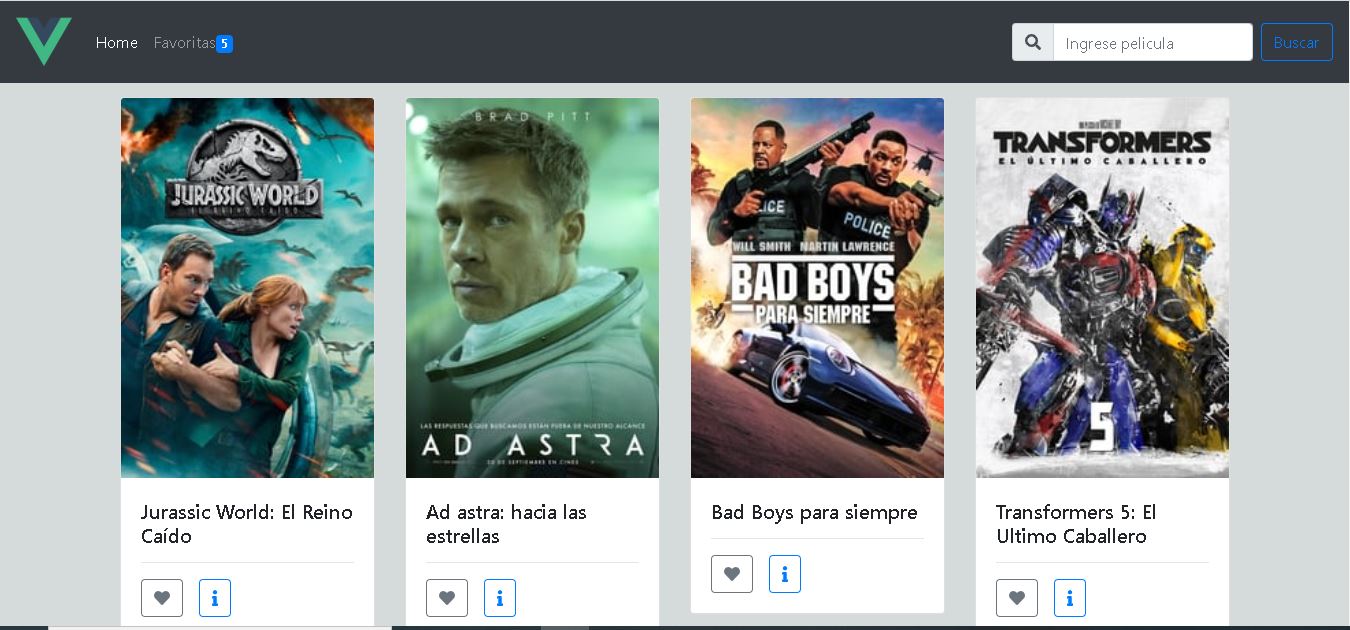 Home Favoritas 5 Ingrese pelicula Buscar
JURASSIC WORLD
EL REINO CAÍDO
BRAD PITT
LAS RESPUESTAS QUE BUSCAMOS ESTÁN FUERA DE NUESTRO ALCANCE
AD ASTRA
20 DE SEPTIEMBRE EN CINES
POLICE
WILL SMITH MARTIN LAWRENCE
BAD BOYS
PARA SIEMPRE
TRANSFORMERS
EL ÚLTIMO CABALLERO
5
Jurassic World: El Reino
Caído
Ad astra: hacia las
estrellas
Bad Boys para siempre
Transformers 5: El
Ultimo Caballero